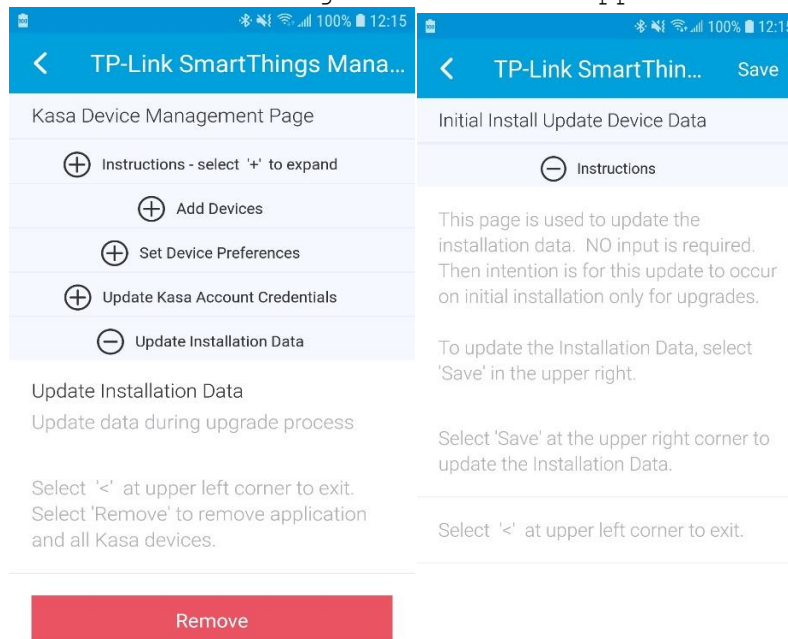 100% 12:15
TP-Link SmartThings Mana...
Kasa Device Management Page
Instructions - select '+' to expand
Add Devices
Set Device Preferences
Update Kasa Account Credentials
Update Installation Data
Update Installation Data
Update data during upgrade process
Select '<' at upper left corner to exit.
Select 'Remove' to remove application
and all Kasa devices.
Remove
100% 12:15
TP-Link SmartThin... Save
Initial Install Update Device Data
Instructions
This page is used to update the
installation data. NO input is required.
Then intention is for this update to occur
on initial installation only for upgrades.
To update the Installation Data, select
'Save' in the upper right.
Select 'Save' at the upper right corner to
update the Installation Data.
Select '<' at upper left corner to exit.